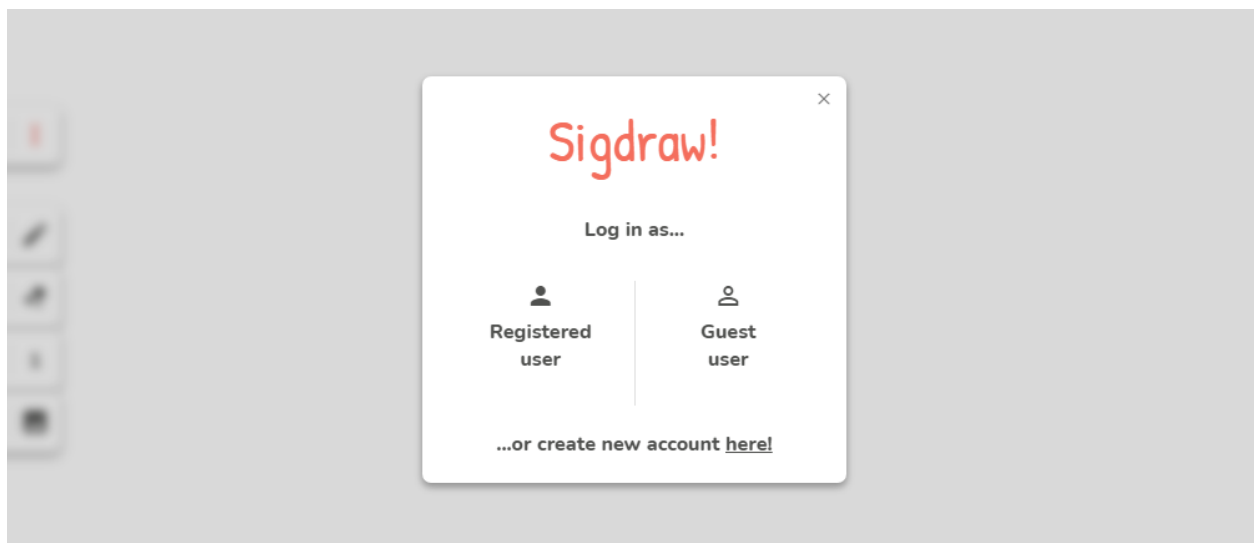 Sigdraw!
Log in as...
Registered
user
Guest
user
...or create new account here!